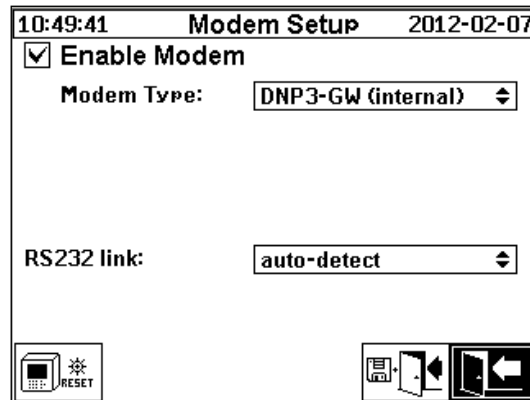 10:49:41 Modem Setup 2012-02-07
Enable Modem
Modem Type: DNP3-GW (internal)
RS232 link: auto-detect
RESET